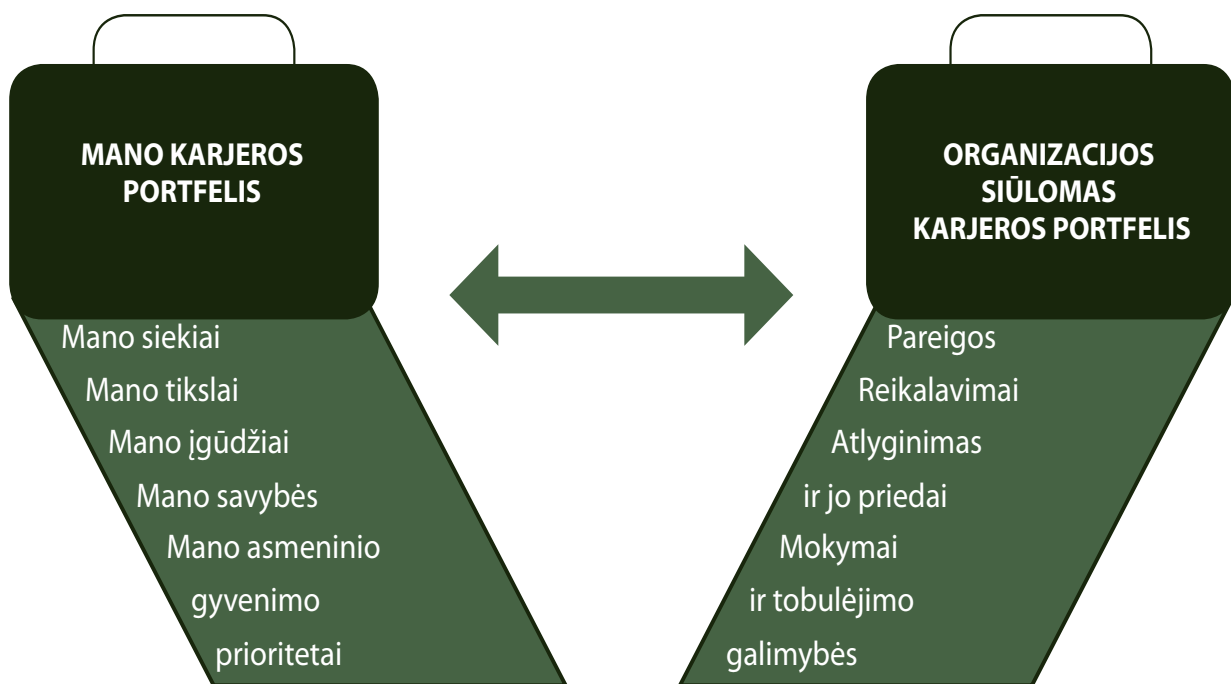 MANO KARJEROS
PORTFELIS
Mano siekiai
Mano tikslai
Mano įgūdžiai
Mano savybės
Mano asmeninio
gyvenimo
prioritetai
ORGANIZACIJOS
SIŪLOMAS
KARJEROS PORTFELIS
Pareigos
Reikalavimai
Atlyginimas
ir jo priedai
Mokymai
ir tobulėjimo
galimybės